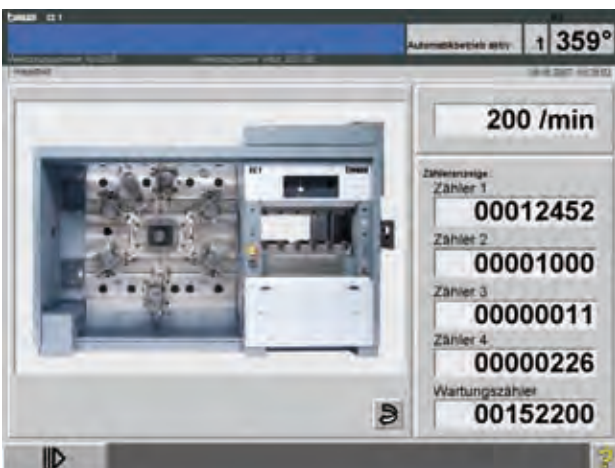 Automatikbetrieb aktiv 1 359°
200 /min
Zähleranzeige:
Zähler 1
00012452
Zähler 2
00001000
Zähler 3
00000011
Zähler 4
00000226
Wartungszähler
00152200
?